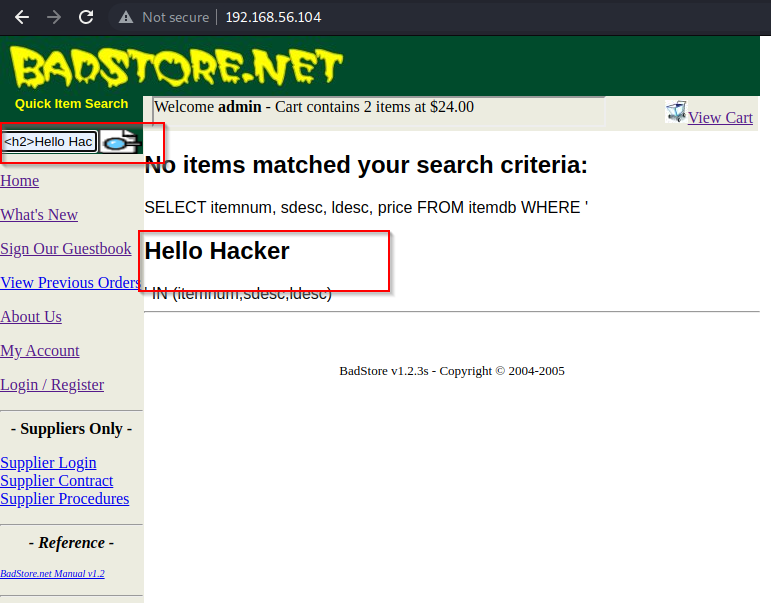 Not secure | 192.168.56.104
BADSTORE.NET
Quick Item Search
Welcome admin - Cart contains 2 items at $24.00
View Cart
<h2>Hello Hac
No items matched your search criteria:
Home
SELECT itemnum, sdesc, ldesc, price FROM itemdb WHERE '
What's New
Hello Hacker
Sign Our Guestbook
View Previous Orders
' IN (itemnum,sdesc,ldesc)
About Us
My Account
BadStore v1.2.3s - Copyright © 2004-2005
Login / Register
- Suppliers Only -
Supplier Login
Supplier Contract
Supplier Procedures
- Reference -
BadStore.net Manual v1.2